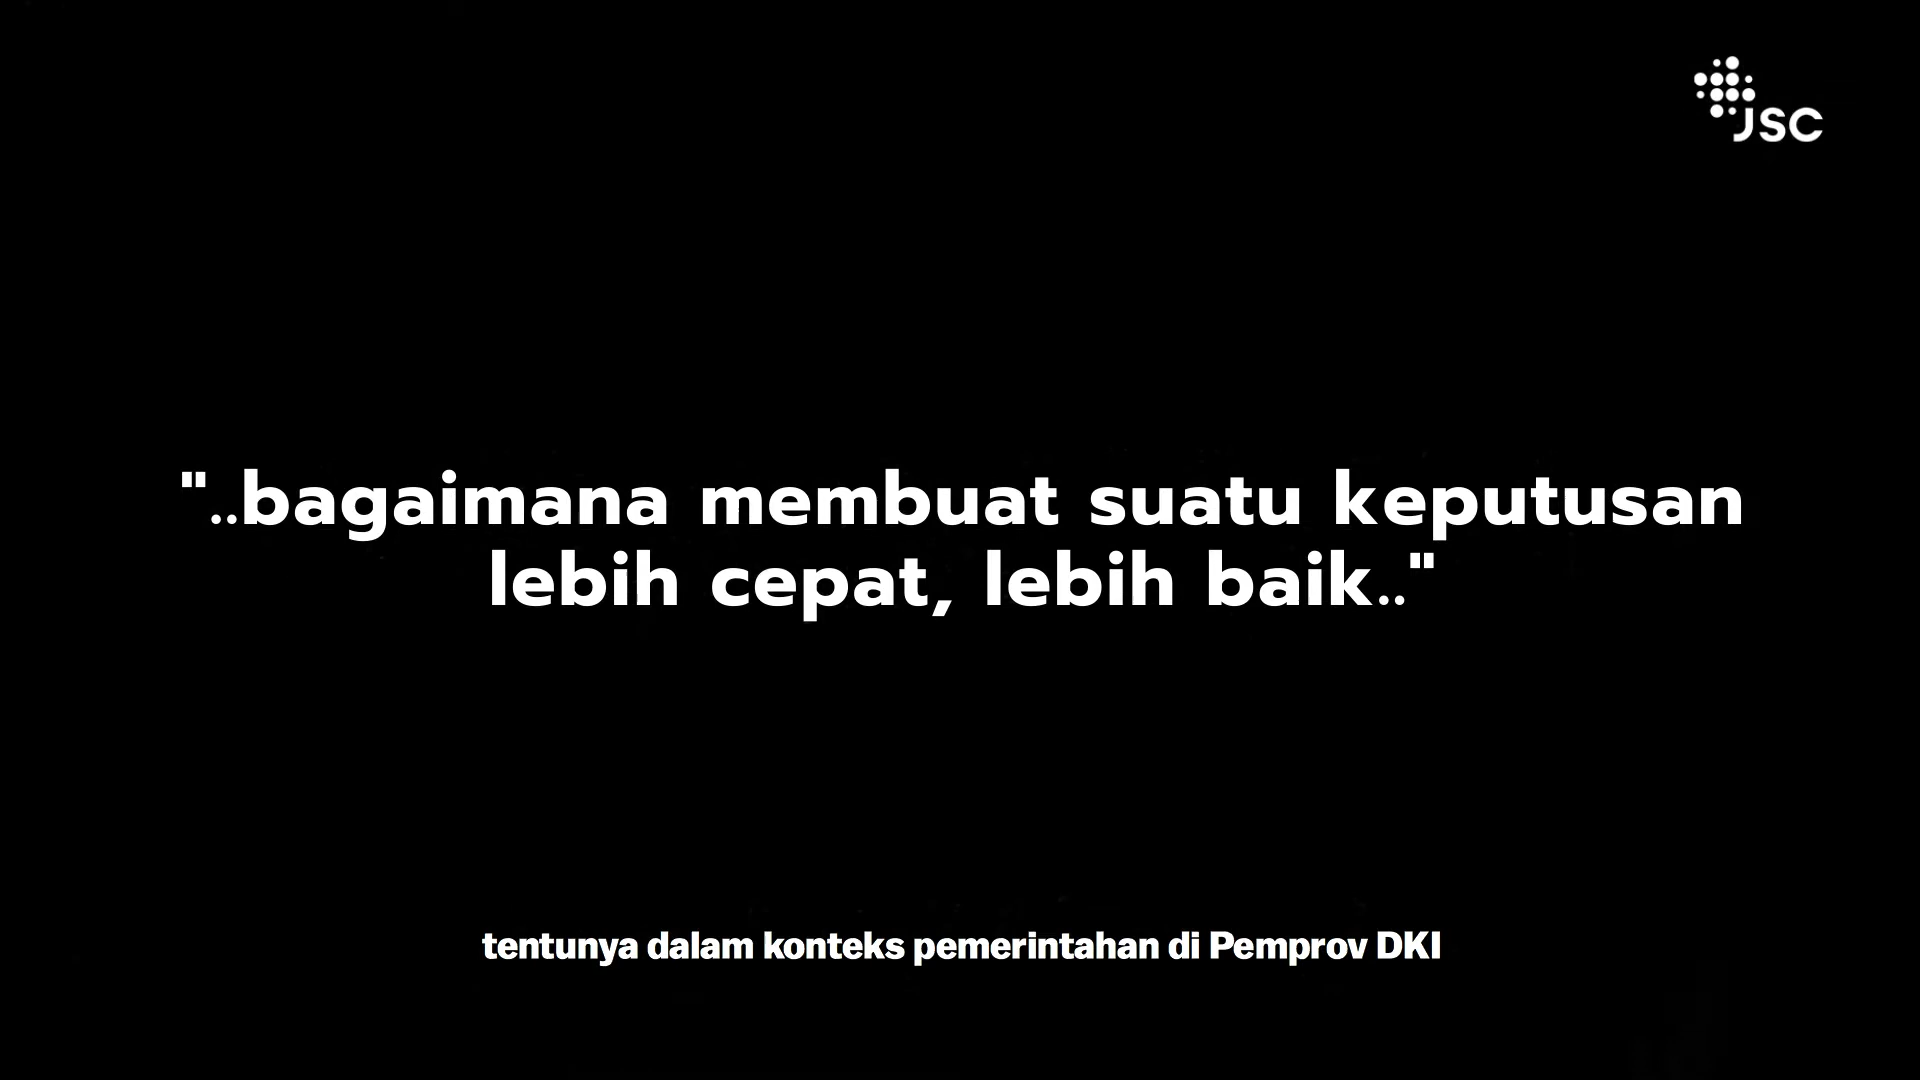 JSC
"..bagaimana membuat suatu keputusan
lebih cepat, lebih baik.."
tentunya dalam konteks pemerintahan di Pemprov DKI